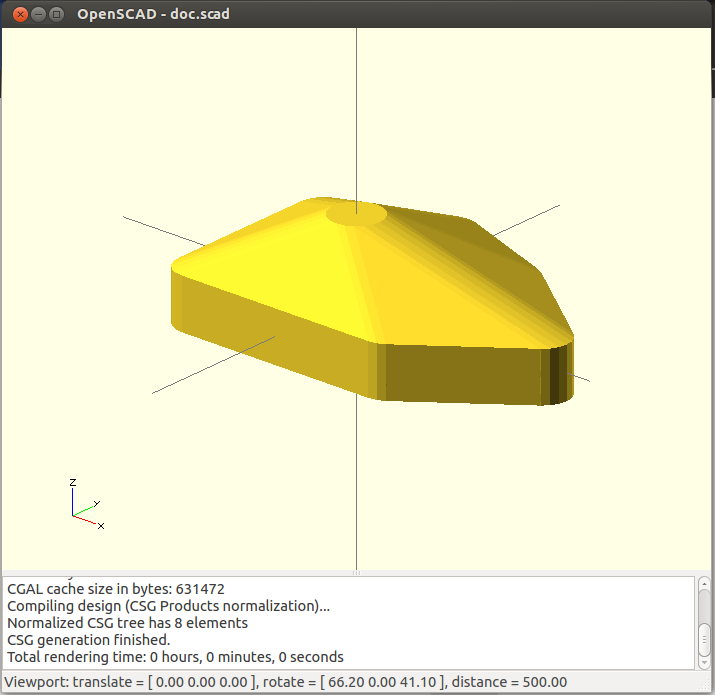 OpenSCAD - doc.scad
Z
Y
X
CGAL cache size in bytes: 631472
Compiling design (CSG Products normalization)...
Normalized CSG tree has 8 elements
CSG generation finished.
Total rendering time: 0 hours, 0 minutes, 0 seconds
Viewport: translate = [ 0.00 0.00 0.00 ], rotate = [ 66.20 0.00 41.10 ], distance = 500.00